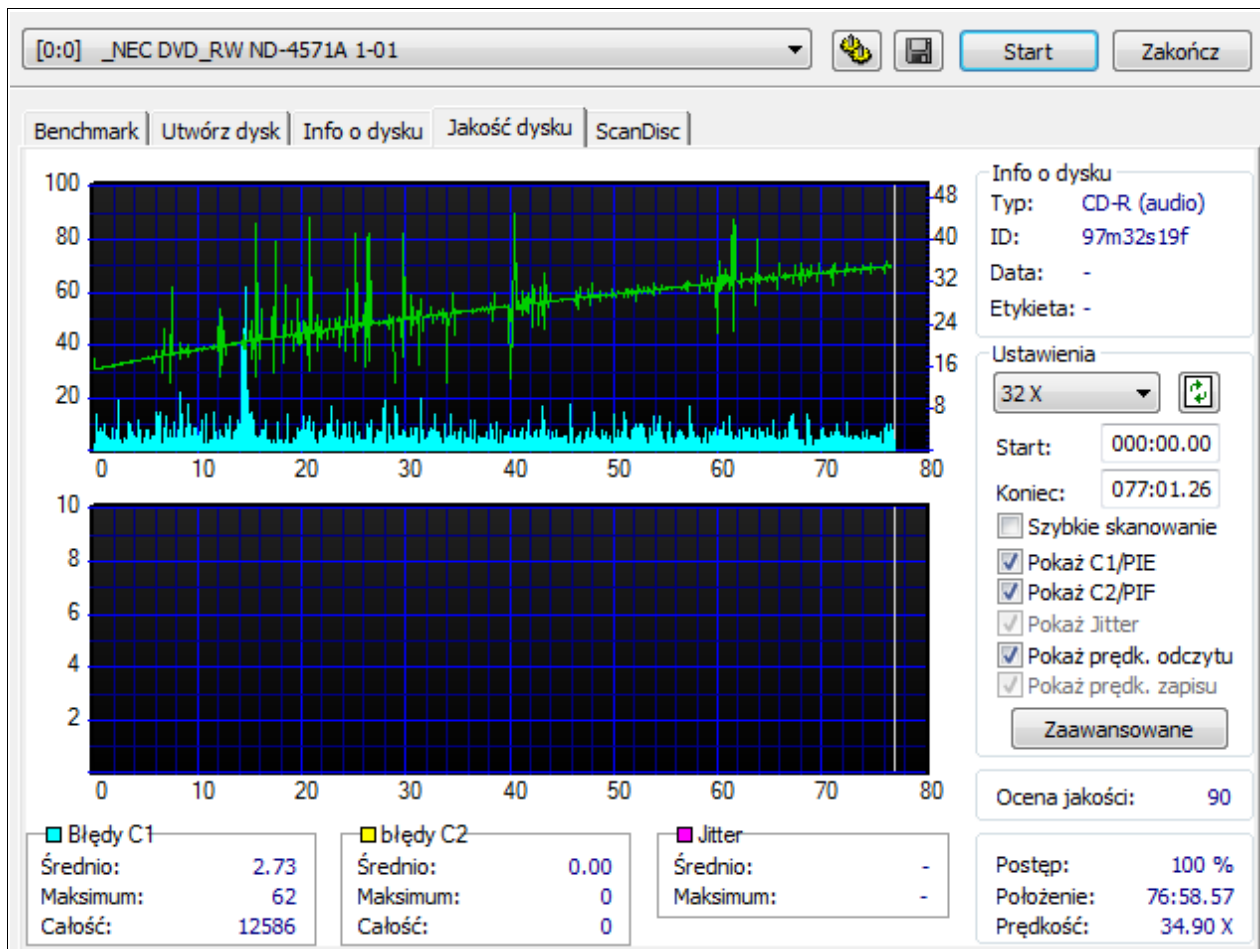 [0:0] _NEC DVD_RW ND-4571A 1-01
Start
Zakończ
Benchmark
Utwórz dysk
Info o dysku
Jakość dysku
ScanDisc
100
80
60
40
20
48
40
32
24
16
8
0 10 20 30 40 50 60 70 80
10
8
6
4
2
0 10 20 30 40 50 60 70 80
Błędy C1
Średnio: 2.73
Maksimum: 62
Całość: 12586
błędy C2
Średnio: 0.00
Maksimum: 0
Całość: 0
Jitter
Średnio: -
Maksimum: -
Info o dysku
Typ: CD-R (audio)
ID: 97m32s19f
Data: -
Etykieta: -
Ustawienia
32 X
Start: 000:00.00
Koniec: 077:01.26
Szybkie skanowanie
Pokaż C1/PIE
Pokaż C2/PIF
Pokaż Jitter
Pokaż prędk. odczytu
Pokaż prędk. zapisu
Zaawansowane
Ocena jakości: 90
Postęp: 100 %
Położenie: 76:58.57
Prędkość: 34.90 X